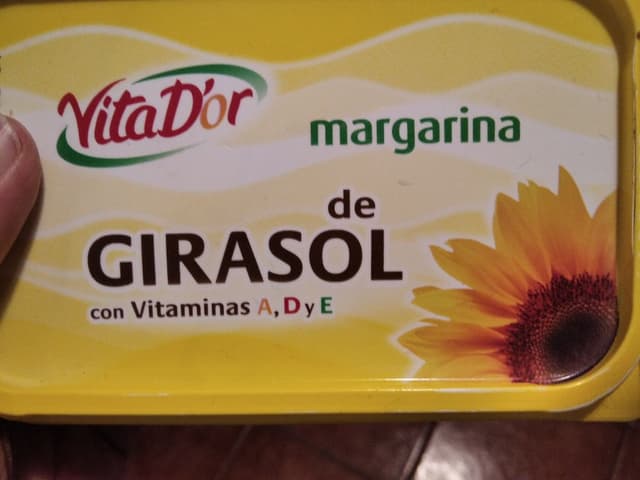 VitaD'or
margarina
de
GIRASOL
con Vitaminas A, D y E